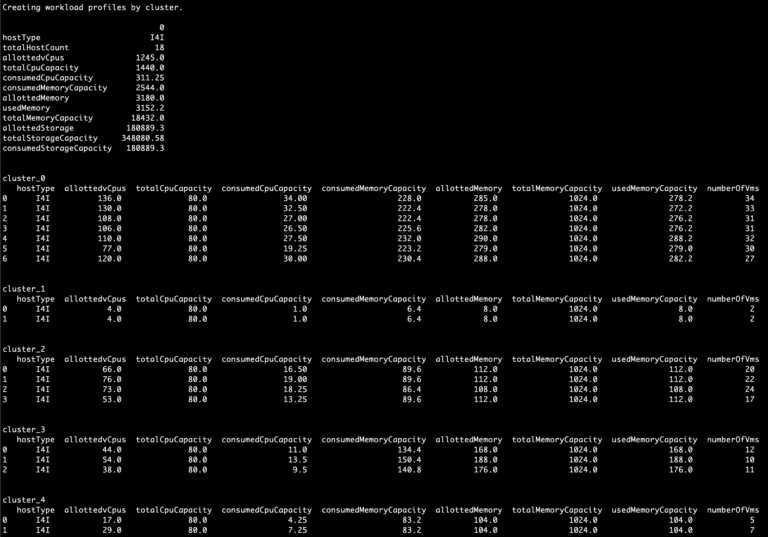 Creating workload profiles by cluster.
0
hostType I4I
totalHostCount 18
allottedvCpus 1245.0
totalCpuCapacity 1440.0
consumedCpuCapacity 311.25
consumedMemoryCapacity 2544.0
allottedMemory 3180.0
usedMemory 3152.2
totalMemoryCapacity 18432.0
allottedStorage 180889.3
totalStorageCapacity 348080.58
consumedStorageCapacity 180889.3
cluster_0
hostType allottedvCpus totalCpuCapacity consumedCpuCapacity consumedMemoryCapacity allottedMemory totalMemoryCapacity usedMemoryCapacity numberOfVms
0 I4I 136.0 80.0 34.00 228.0 285.0 1024.0 278.2 34
1 I4I 130.0 80.0 32.50 222.4 278.0 1024.0 272.2 33
2 I4I 108.0 80.0 27.00 222.4 278.0 1024.0 276.2 31
3 I4I 106.0 80.0 26.50 225.6 282.0 1024.0 276.2 31
4 I4I 110.0 80.0 27.50 232.0 290.0 1024.0 288.2 32
5 I4I 77.0 80.0 19.25 223.2 279.0 1024.0 279.0 30
6 I4I 120.0 80.0 30.00 230.4 288.0 1024.0 282.2 27
cluster_1
hostType allottedvCpus totalCpuCapacity consumedCpuCapacity consumedMemoryCapacity allottedMemory totalMemoryCapacity usedMemoryCapacity numberOfVms
0 I4I 4.0 80.0 1.0 6.4 8.0 1024.0 8.0 2
1 I4I 4.0 80.0 1.0 6.4 8.0 1024.0 8.0 2
cluster_2
hostType allottedvCpus totalCpuCapacity consumedCpuCapacity consumedMemoryCapacity allottedMemory totalMemoryCapacity usedMemoryCapacity numberOfVms
0 I4I 66.0 80.0 16.50 89.6 112.0 1024.0 112.0 20
1 I4I 76.0 80.0 19.00 89.6 112.0 1024.0 112.0 22
2 I4I 73.0 80.0 18.25 86.4 108.0 1024.0 108.0 24
3 I4I 53.0 80.0 13.25 89.6 112.0 1024.0 112.0 17
cluster_3
hostType allottedvCpus totalCpuCapacity consumedCpuCapacity consumedMemoryCapacity allottedMemory totalMemoryCapacity usedMemoryCapacity numberOfVms
0 I4I 44.0 80.0 11.0 134.4 168.0 1024.0 168.0 12
1 I4I 54.0 80.0 13.5 150.4 188.0 1024.0 188.0 10
2 I4I 38.0 80.0 9.5 140.8 176.0 1024.0 176.0 11
cluster_4
hostType allottedvCpus totalCpuCapacity consumedCpuCapacity consumedMemoryCapacity allottedMemory totalMemoryCapacity usedMemoryCapacity numberOfVms
0 I4I 17.0 80.0 4.25 83.2 104.0 1024.0 104.0 5
1 I4I 29.0 80.0 7.25 83.2 104.0 1024.0 104.0 7